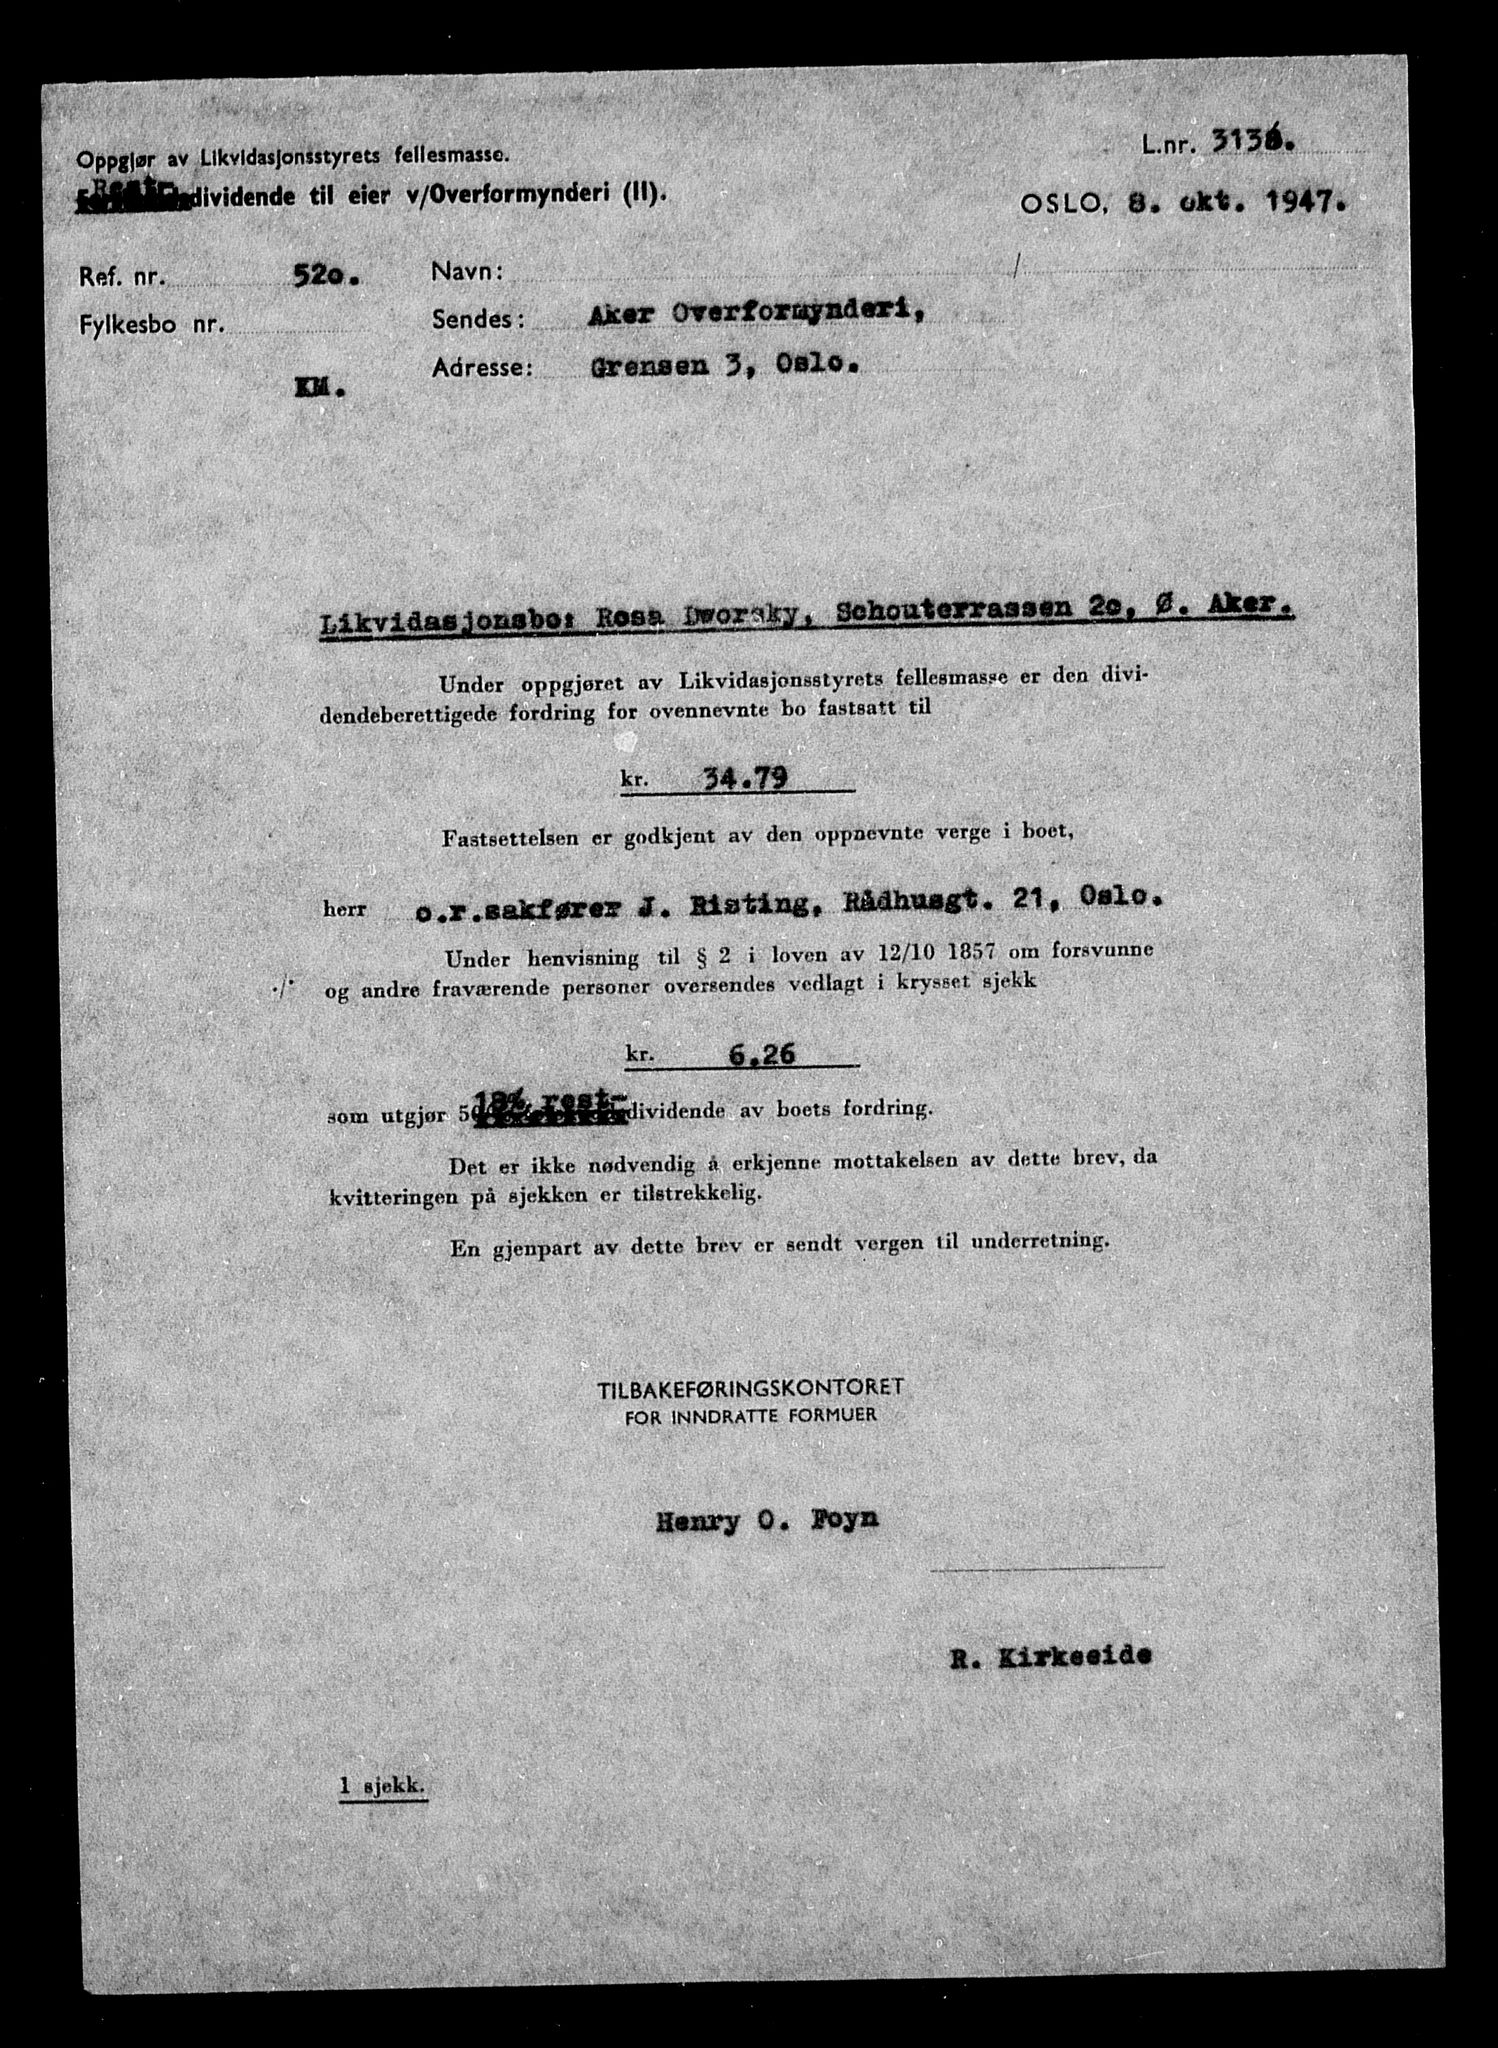 Oppgjør av Likvidasjonsstyrets fellesmasse.
L.nr. 3136.
Rest-dividende til eier v/Overformynderi (II).
OSLO, 8. okt. 1947.
Ref. nr. 520. Navn: /
Fylkesbo nr. Sendes: Aker Overformynderi,
KM. Adresse: Grensen 3, Oslo.
Likvidasjonsbo: Rosa Dworsky, Schouterrassen 2c, Ø. Aker.
Under oppgjøret av Likvidasjonsstyrets fellesmasse er den divi-
dendeberettigede fordring for ovennevnte bo fastsatt til
kr. 34.79
Fastsettelsen er godkjent av den oppnevnte verge i boet,
herr o.r.sakfører J. Risting, Rådhusgt. 21, Oslo.
Under henvisning til § 2 i loven av 12/10 1857 om forsvunne
./. og andre fraværende personer oversendes vedlagt i krysset sjekk
kr. 6.26
18% rest-
som utgjør 50 dividende av boets fordring.
Det er ikke nødvendig å erkjenne mottakelsen av dette brev, da
kvitteringen på sjekken er tilstrekkelig.
En gjenpart av dette brev er sendt vergen til underretning.
TILBAKEFØRINGSKONTORET
FOR INNDRATTE FORMUER
Henry O. Foyn
R. Kirkeeide
1 sjekk.